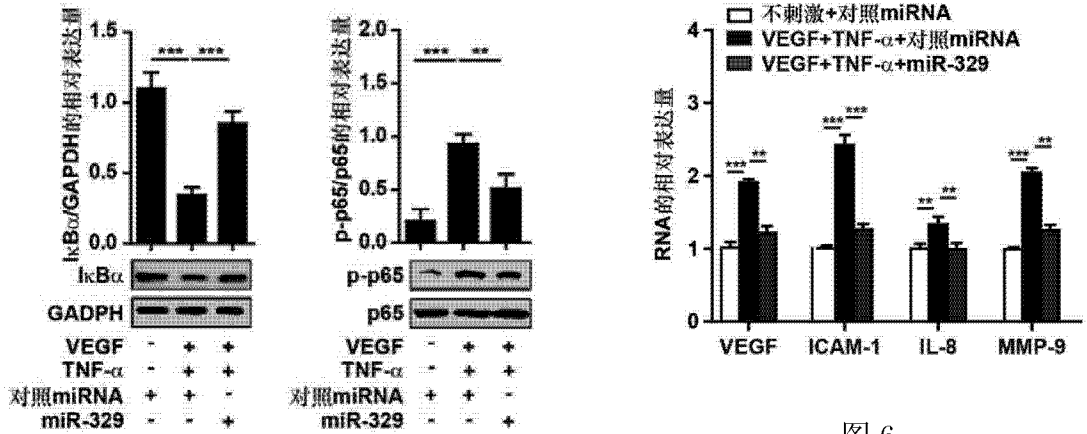 IκBα/GAPDH的相对表达量
1.5
1.0
0.5
0.0
*** ***
IκBα
GADPH
VEGF - + +
TNF-α - + +
对照miRNA + + -
miR-329 - - +
p-p65/p65的相对表达量
2.0
1.5
1.0
0.5
0.0
*** **
p-p65
p65
VEGF - + +
TNF-α - + +
对照miRNA + + -
miR-329 - - +
不刺激+对照miRNA
VEGF+TNF-α+对照miRNA
VEGF+TNF-α+miR-329
RNA的相对表达量
4
3
2
1
0
*** **
*** ***
** **
*** **
VEGF ICAM-1 IL-8 MMP-9